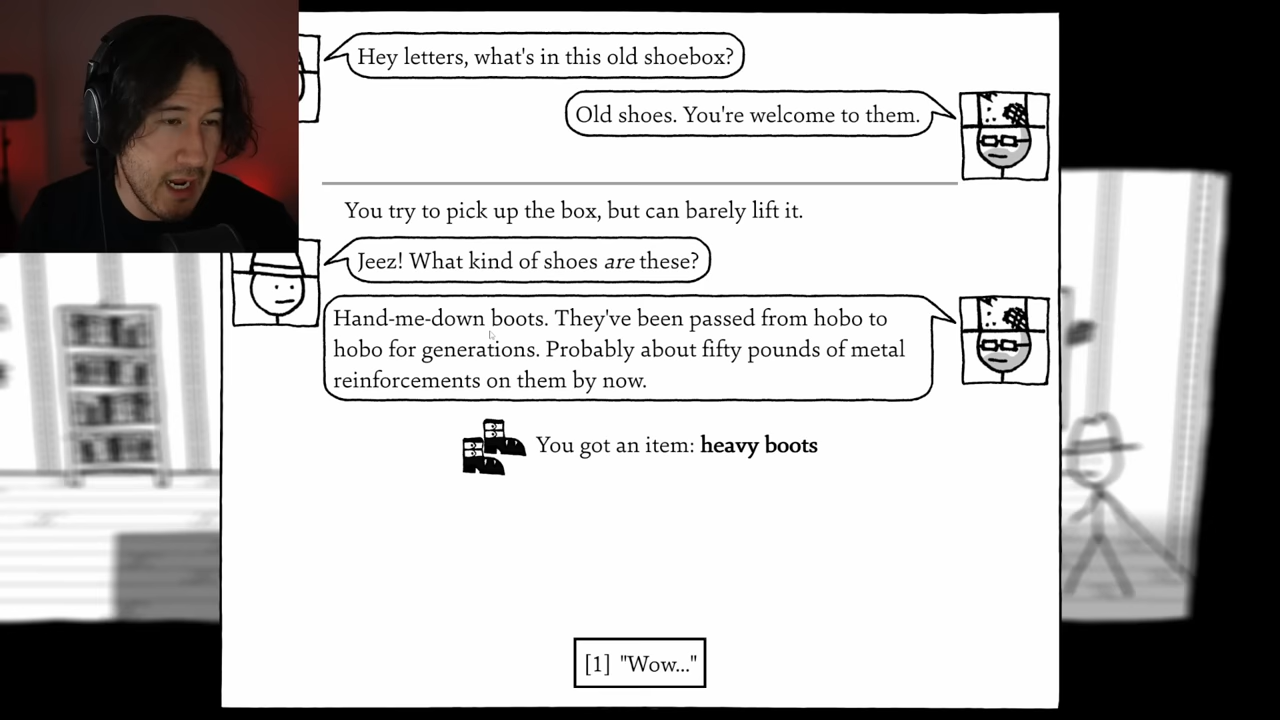 Hey letters, what's in this old shoebox?
Old shoes. You're welcome to them.
You try to pick up the box, but can barely lift it.
Jeez! What kind of shoes are these?
Hand-me-down boots. They've been passed from hobo to
hobo for generations. Probably about fifty pounds of metal
reinforcements on them by now.
You got an item: heavy boots
[1] "Wow..."